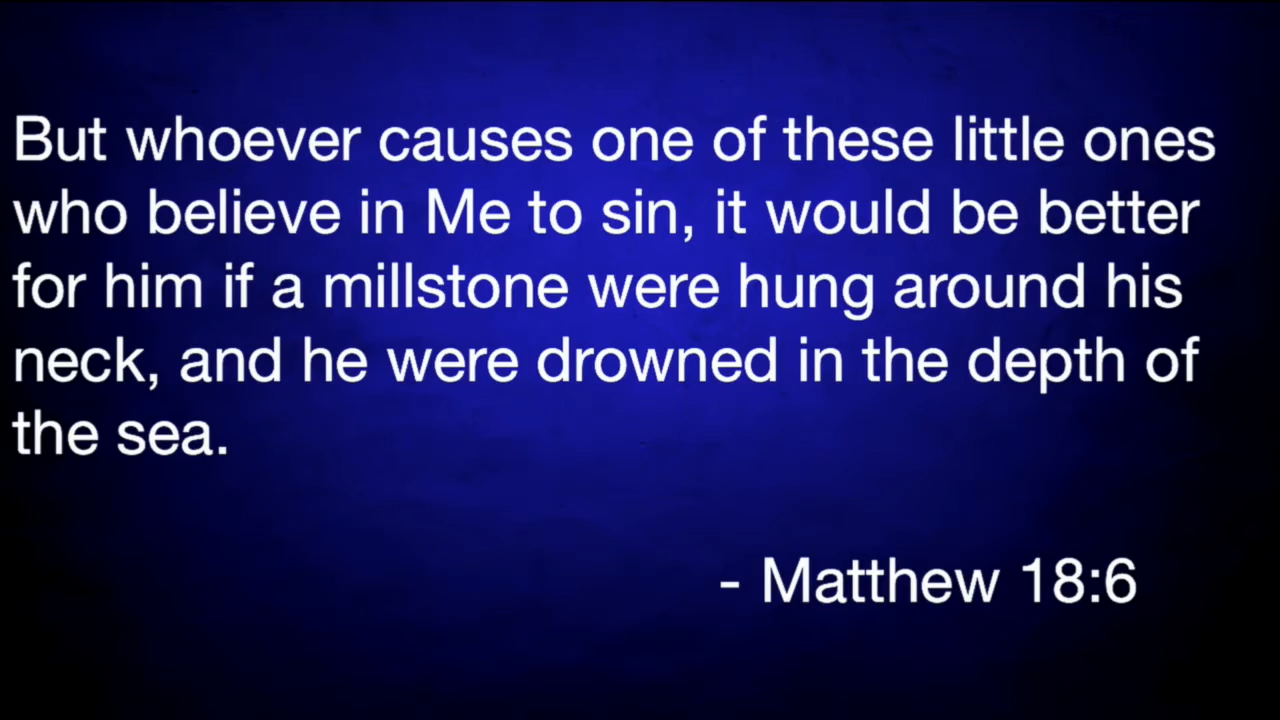 But whoever causes one of these little ones
who believe in Me to sin, it would be better
for him if a millstone were hung around his
neck, and he were drowned in the depth of
the sea.
- Matthew 18:6